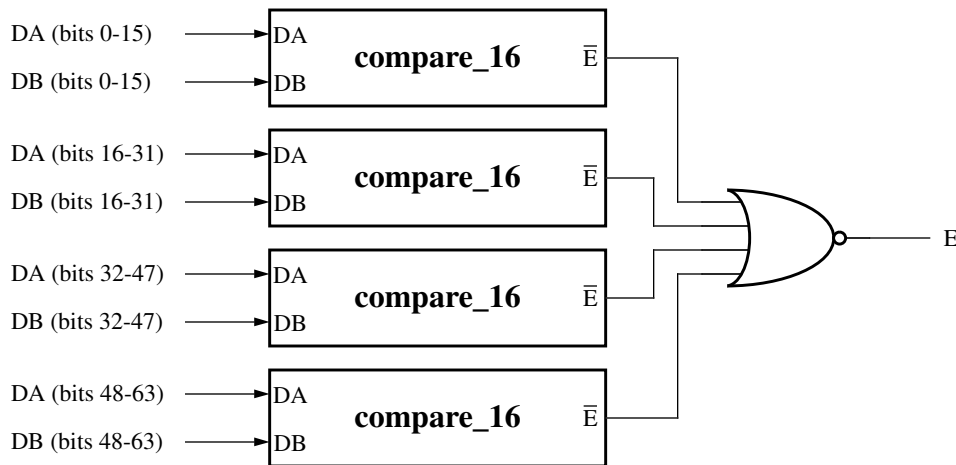 DA (bits 0-15)
DA
compare_16
E̅
DB (bits 0-15)
DB
DA (bits 16-31)
DA
compare_16
E̅
DB (bits 16-31)
DB
E
DA (bits 32-47)
DA
compare_16
E̅
DB (bits 32-47)
DB
DA (bits 48-63)
DA
compare_16
E̅
DB (bits 48-63)
DB